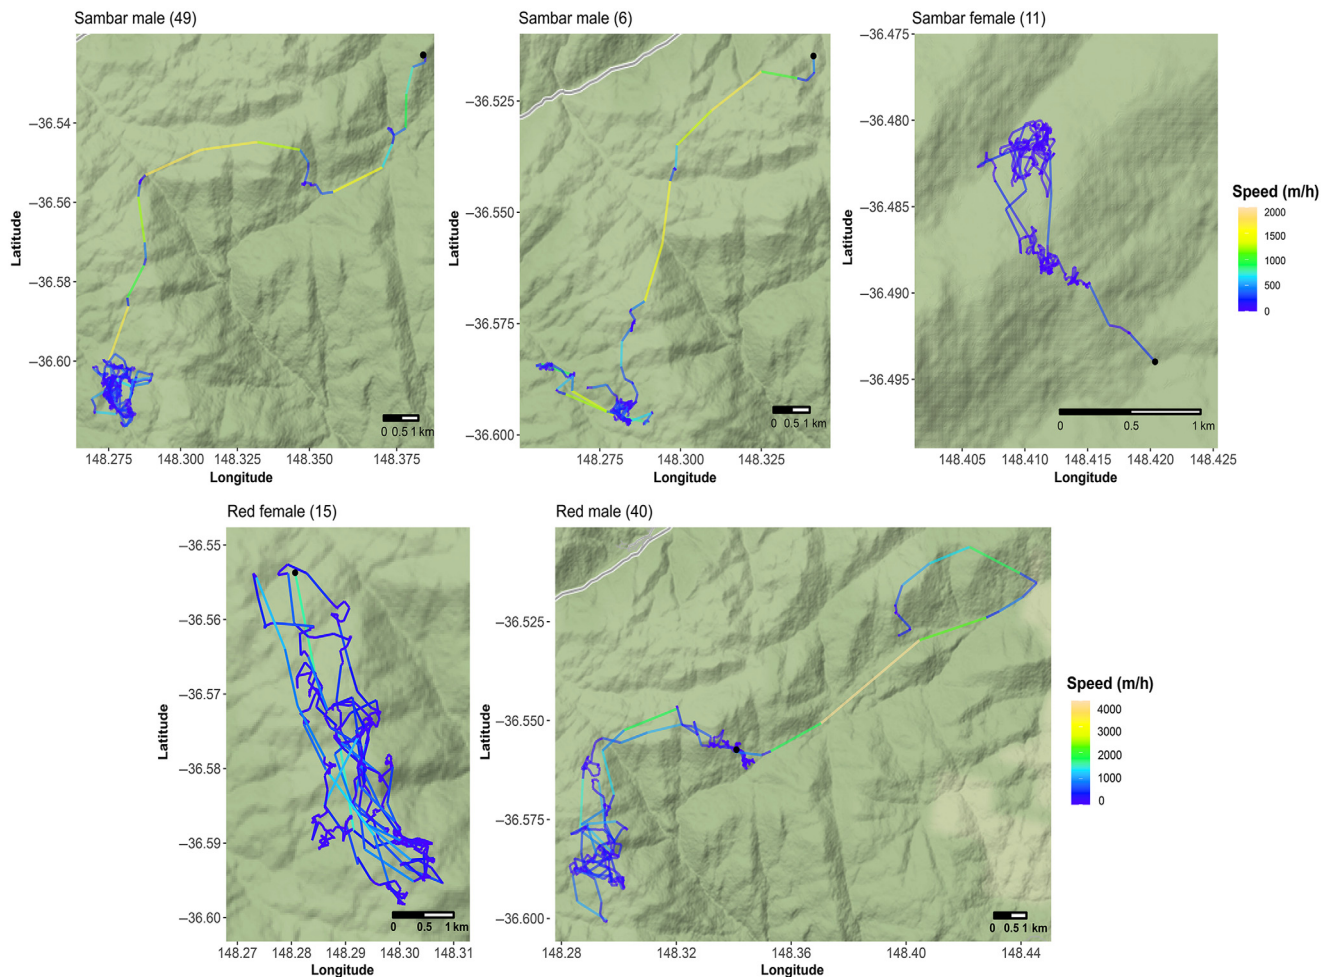 Sambar male (49)
Sambar male (6)
Sambar female (11)
−36.54
−36.56
−36.58
−36.60
Latitude
148.275 148.300 148.325 148.350 148.375
Longitude
0 0.5 1 km
−36.525
−36.550
−36.575
−36.600
Latitude
148.275 148.300 148.325
Longitude
0 0.5 1 km
−36.475
−36.480
−36.485
−36.490
−36.495
Latitude
148.405 148.410 148.415 148.420 148.425
Longitude
0 0.5 1 km
Speed (m/h)
2000
1500
1000
500
0
Red female (15)
Red male (40)
−36.55
−36.56
−36.57
−36.58
−36.59
−36.60
Latitude
148.27 148.28 148.29 148.30 148.31
Longitude
0 0.5 1 km
−36.525
−36.550
−36.575
−36.600
Latitude
148.28 148.32 148.36 148.40 148.44
Longitude
0 0.5 1 km
Speed (m/h)
4000
3000
2000
1000
0